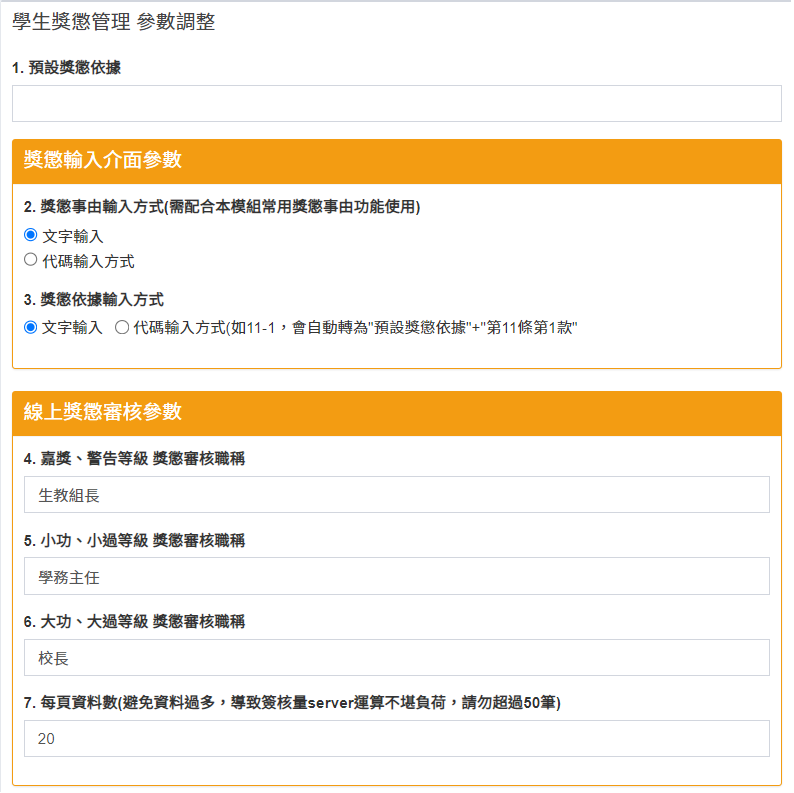 學生獎懲管理 參數調整
1. 預設獎懲依據
獎懲輸入介面參數
2. 獎懲事由輸入方式(需配合本模組常用獎懲事由功能使用)
文字輸入
代碼輸入方式
3. 獎懲依據輸入方式
文字輸入 代碼輸入方式(如11-1，會自動轉為"預設獎懲依據"+"第11條第1款"
線上獎懲審核參數
4. 嘉獎、警告等級 獎懲審核職稱
生教組長
5. 小功、小過等級 獎懲審核職稱
學務主任
6. 大功、大過等級 獎懲審核職稱
校長
7. 每頁資料數(避免資料過多，導致簽核量server運算不堪負荷，請勿超過50筆)
20